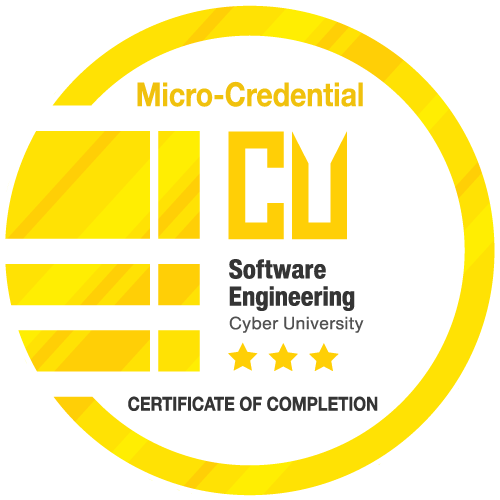 Micro-Credential
CU
Software
Engineering
Cyber University
CERTIFICATE OF COMPLETION